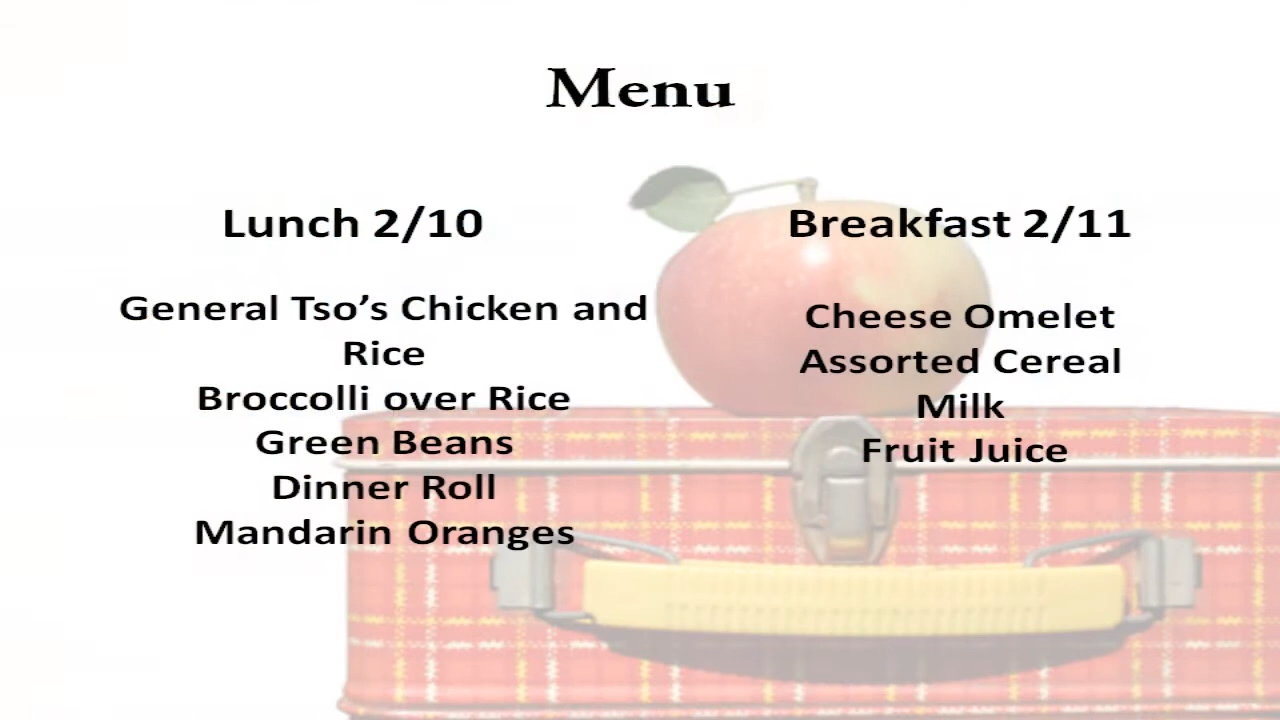 Menu
Lunch 2/10
General Tso’s Chicken and
Rice
Broccolli over Rice
Green Beans
Dinner Roll
Mandarin Oranges
Breakfast 2/11
Cheese Omelet
Assorted Cereal
Milk
Fruit Juice